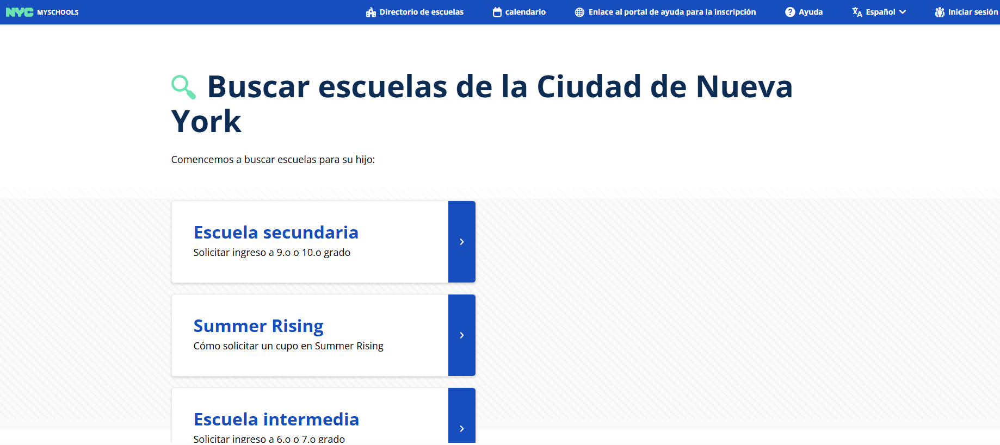 NYC MYSCHOOLS
Directorio de escuelas
calendario
Enlace al portal de ayuda para la inscripción
Ayuda
Español
Iniciar sesión
Buscar escuelas de la Ciudad de Nueva
York
Comencemos a buscar escuelas para su hijo:
Escuela secundaria
Solicitar ingreso a 9.o o 10.o grado
Summer Rising
Cómo solicitar un cupo en Summer Rising
Escuela intermedia
Solicitar ingreso a 6.o o 7.o grado